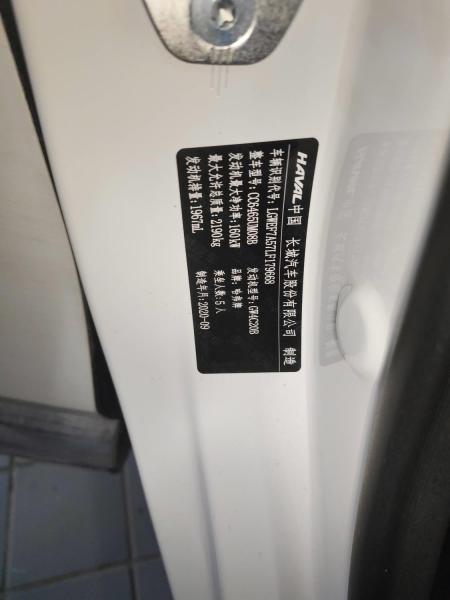 HAVAL 中国 长城汽车股份有限公司 制造
车辆识别代号: LGWEF7A57LF179668
整车型号: CC6465UM08B 发动机型号: GW4C20B
发动机最大净功率: 160kW 品牌: 哈弗牌
最大允许总质量: 2190kg 乘坐人数: 5人
发动机排量: 1967mL 制造年月: 2020-09